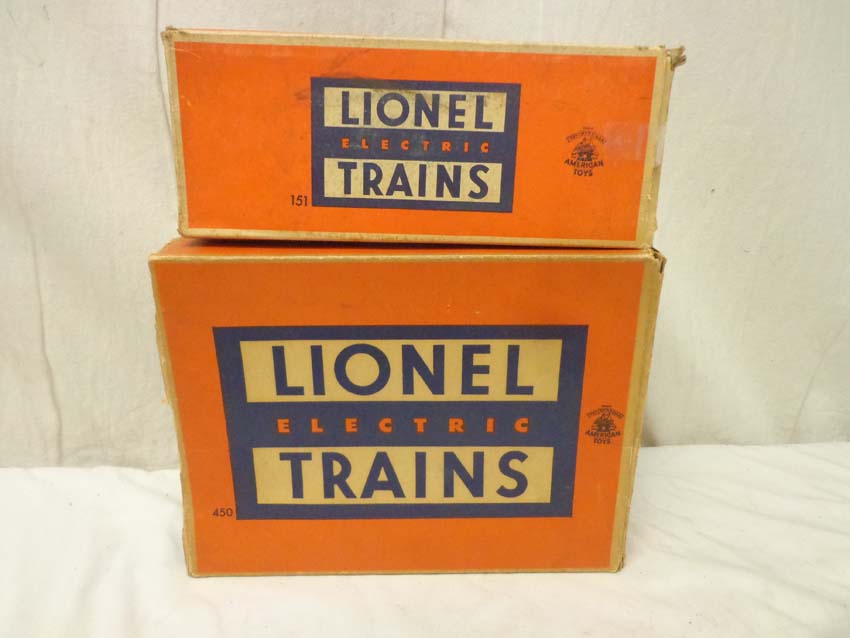 LIONEL
ELECTRIC
TRAINS
151
AMERICAN
TOYS
LIONEL
ELECTRIC
TRAINS
450
AMERICAN
TOYS